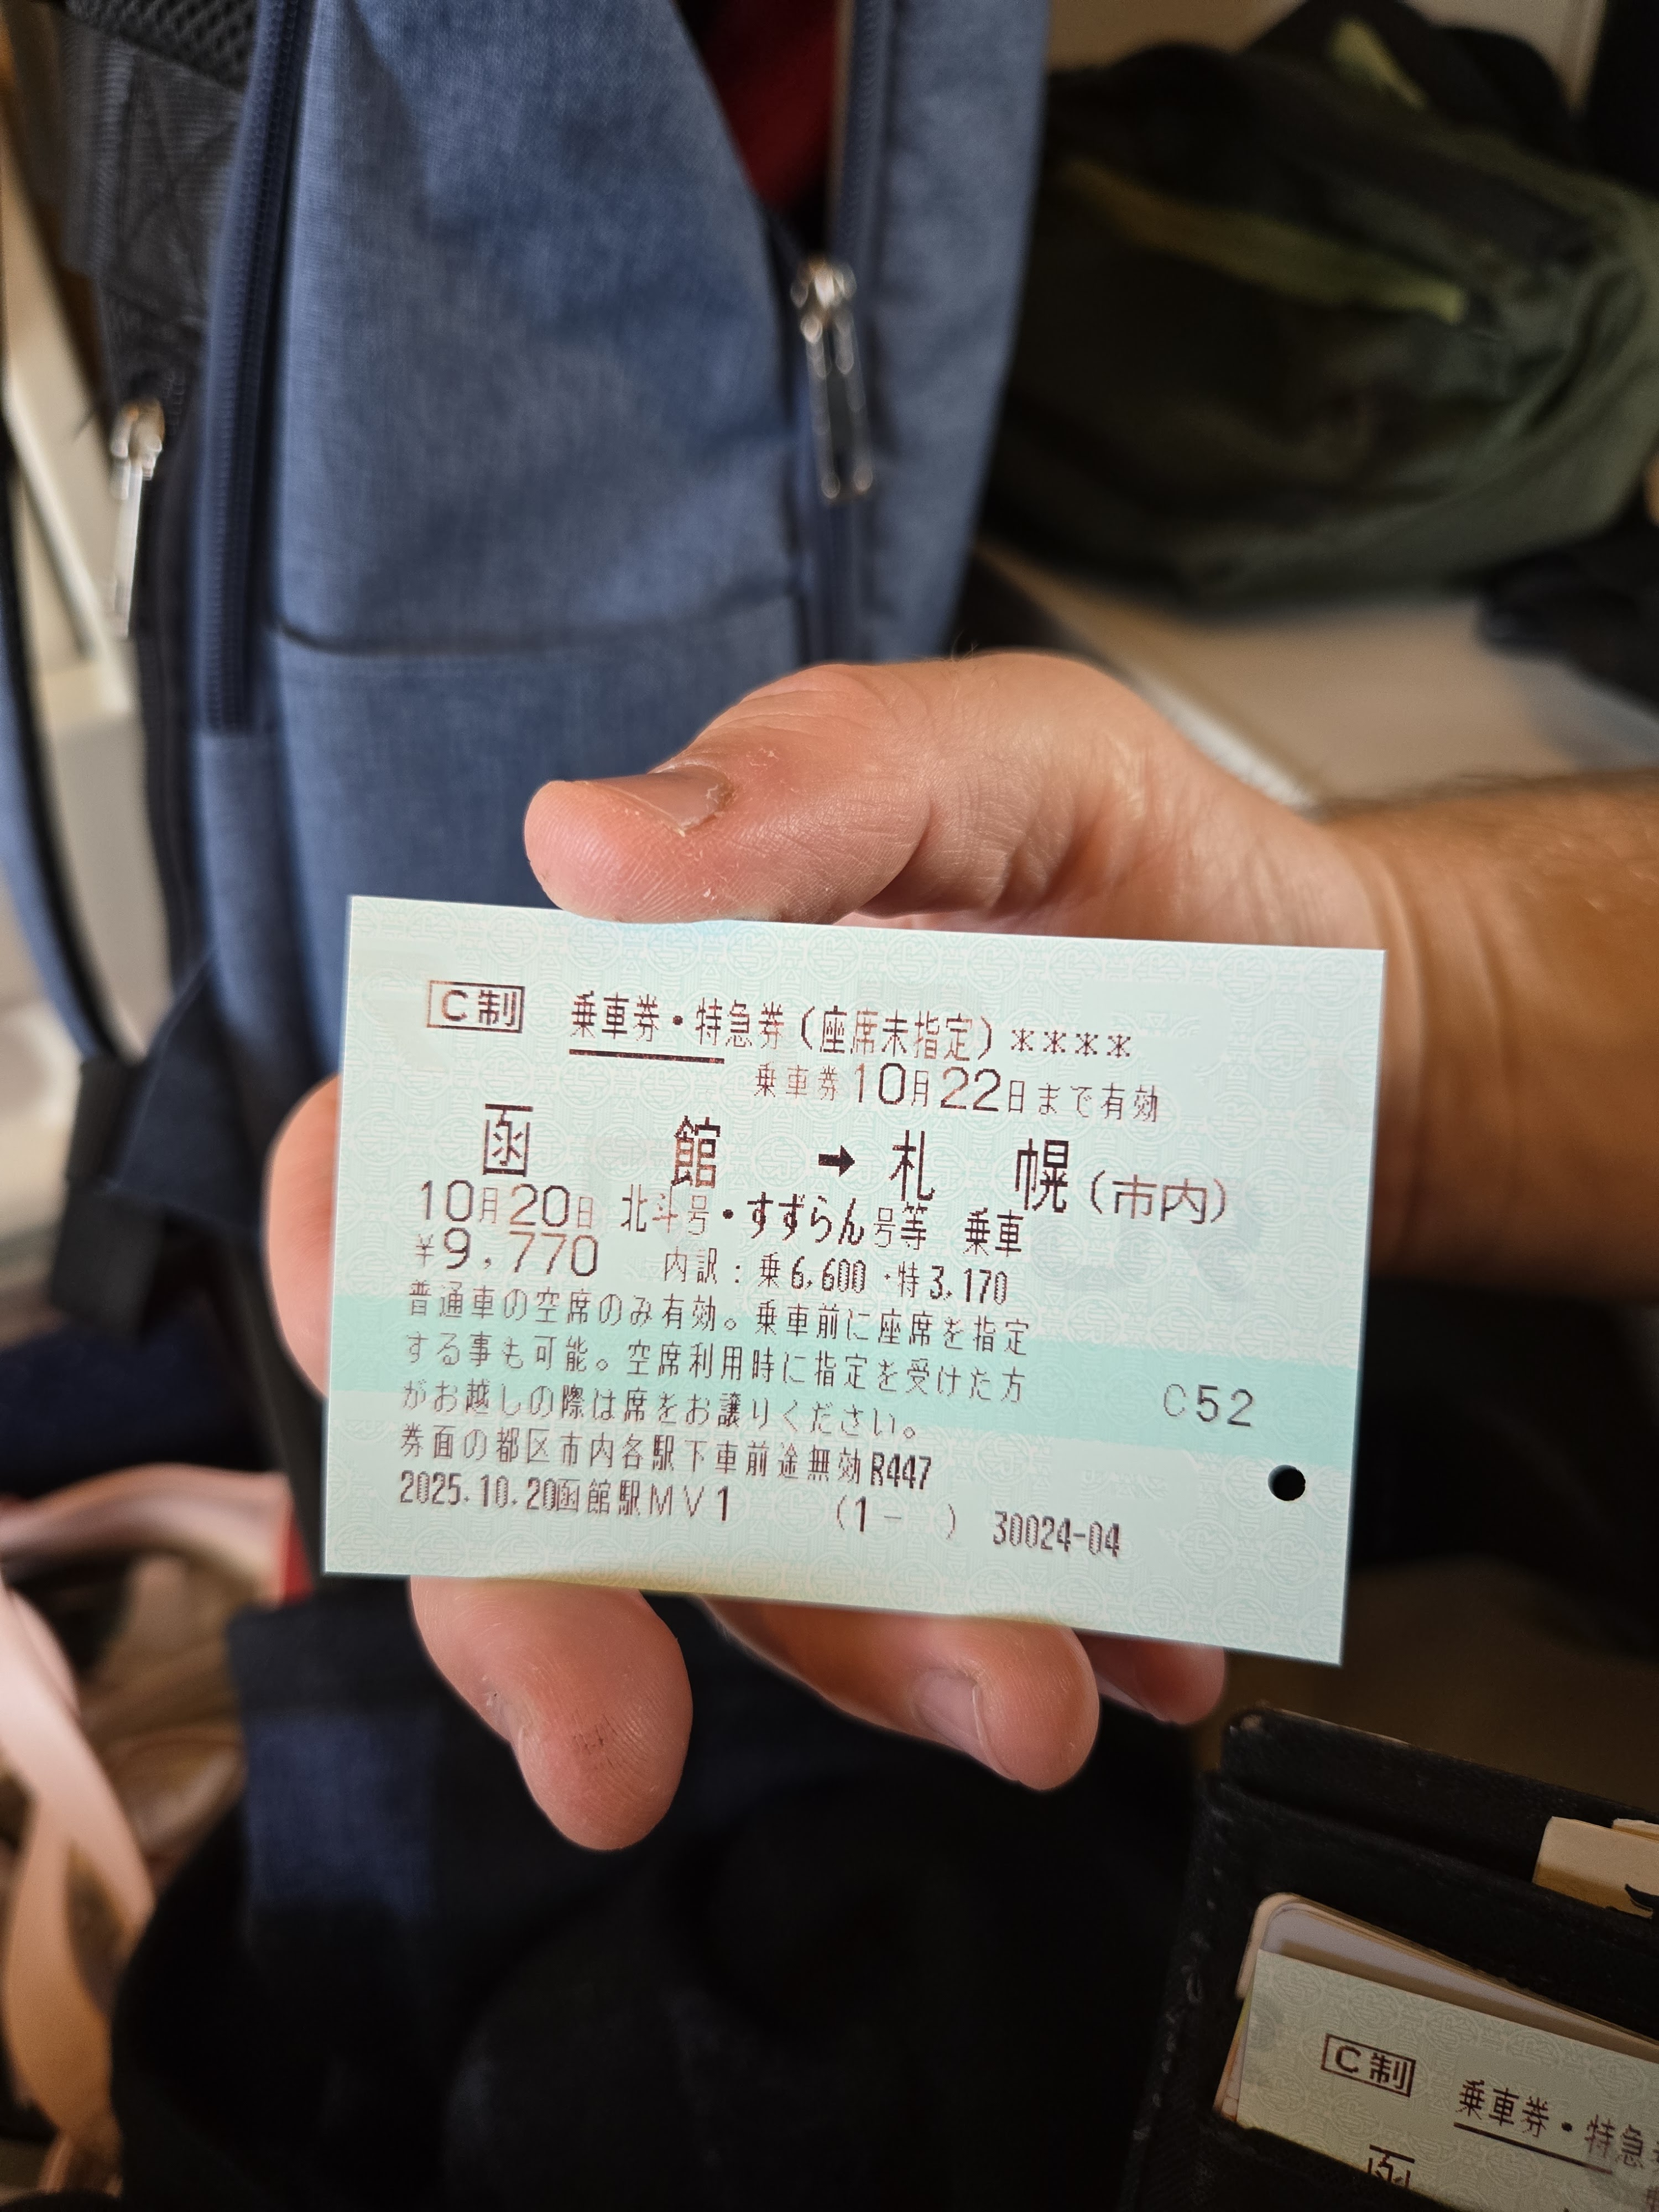 C制 乗車券・特急券(座席未指定)****
乗車券10月22日まで有効
函館 → 札幌(市内)
10月20日 北斗号・すずらん号等 乗車
¥9,770 内訳:乗6,600・特3,170
普通車の空席のみ有効。乗車前に座席を指定
する事も可能。空席利用時に指定を受けた方
がお越しの際は席をお譲りください。
C52
券面の都区市内各駅下車前途無効R447
2025.10.20函館駅MV1 (1- ) 30024-04
C制 乗車券・特急
函